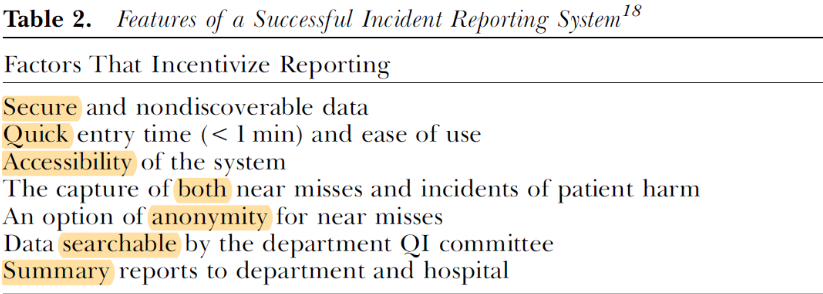 Table 2. Features of a Successful Incident Reporting System18
Factors That Incentivize Reporting
Secure and nondiscoverable data
Quick entry time (< 1 min) and ease of use
Accessibility of the system
The capture of both near misses and incidents of patient harm
An option of anonymity for near misses
Data searchable by the department QI committee
Summary reports to department and hospital